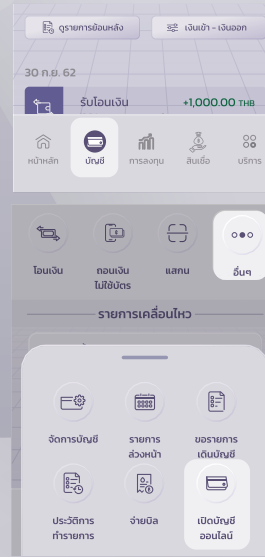 ดูรายการย้อนหลัง
เงินเข้า - เงินออก
30 ก.ย. 62
รับโอนเงิน +1,000.00 THB
หน้าหลัก บัญชี การลงทุน สินเชื่อ บริการ
โอนเงิน ถอนเงิน สแกน อื่นๆ
ไม่ใช้บัตร
รายการเคลื่อนไหว
จัดการบัญชี รายการ ขอรายการ
ล่วงหน้า เดินบัญชี
ประวัติการ จ่ายบิล เปิดบัญชี
ทำรายการ ออนไลน์